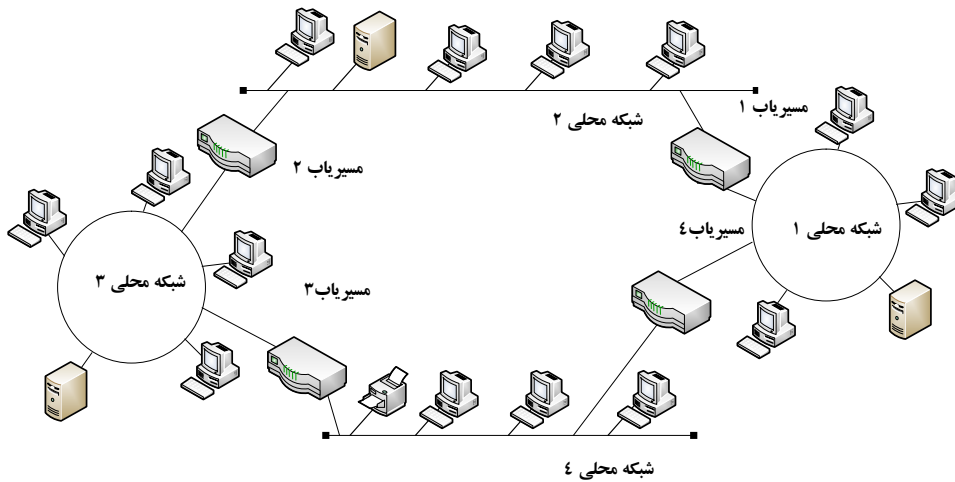 مسیریاب ۱
شبکه محلی ۲
مسیریاب ۲
مسیریاب٤
شبکه محلی ۱
شبکه محلی ۳
مسیریاب۳
شبکه محلی ٤